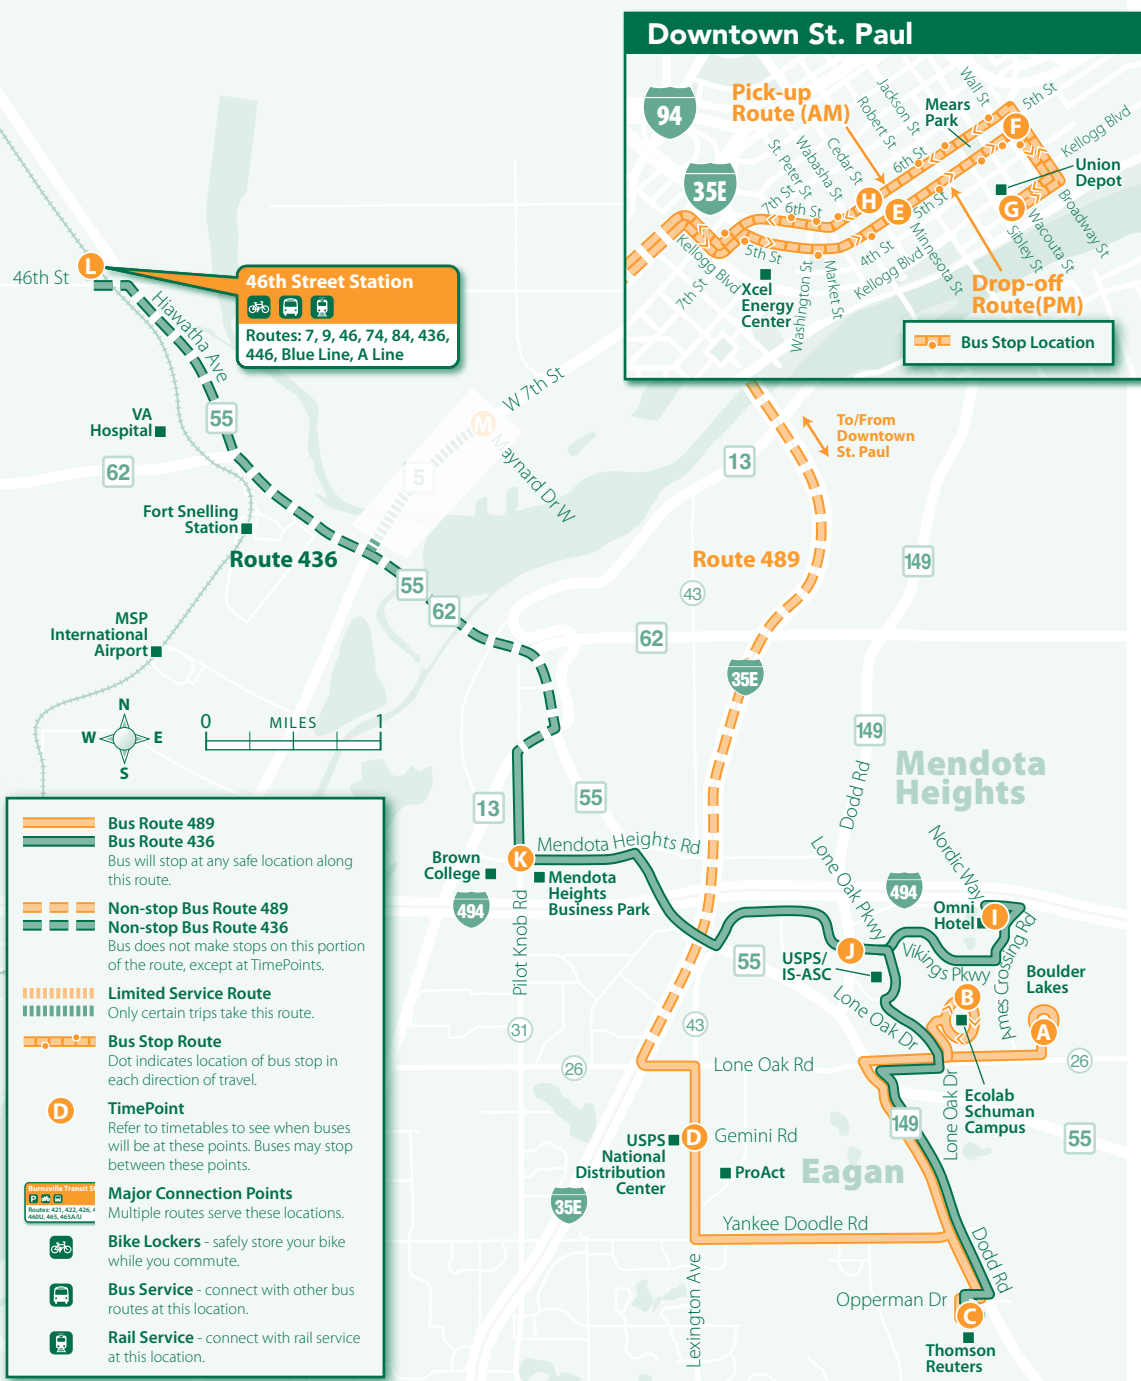 Downtown St. Paul
94
35E
Pick-up
Route (AM)
Jackson St
Robert St
Wall St
5th St
Mears
Park
F
Kellogg Blvd
Union
Depot
Cedar St
Wabasha St
St. Peter St
6th St
7th St
6th St
H
E
5th St
G
Broadway St
Wacouta St
Sibley St
Kellogg Blvd
7th St
5th St
4th St
Kellogg Blvd
Minnesota St
Market St
Washington St
Xcel
Energy
Center
Drop-off
Route(PM)
Bus Stop Location
46th St
L
Hiawatha Ave
46th Street Station
Routes: 7, 9, 46, 74, 84, 436,
446, Blue Line, A Line
W 7th St
M
Maynard Dr W
5
55
VA
Hospital
62
Fort Snelling
Station
Route 436
55
62
MSP
International
Airport
To/From
Downtown
St. Paul
13
Route 489
149
43
62
35E
N
W
E
S
0
MILES
1
149
Dodd Rd
Mendota
Heights
13
55
Mendota Heights Rd
K
Brown
College
Mendota
Heights
Business Park
494
Pilot Knob Rd
Lone Oak Pkwy
494
Nordic Way
Omni
Hotel
I
J
Vikings Pkwy
Ames Crossing Rd
USPS/
IS-ASC
55
Boulder
Lakes
B
A
Lone Oak Dr
31
43
26
Lone Oak Rd
26
Lone Oak Dr
Ecolab
Schuman
Campus
149
55
D
Gemini Rd
USPS
National
Distribution
Center
ProAct
Eagan
35E
Yankee Doodle Rd
Dodd Rd
Lexington Ave
Opperman Dr
C
Thomson
Reuters
Bus Route 489
Bus Route 436
Bus will stop at any safe location along
this route.
Non-stop Bus Route 489
Non-stop Bus Route 436
Bus does not make stops on this portion
of the route, except at TimePoints.
Limited Service Route
Only certain trips take this route.
Bus Stop Route
Dot indicates location of bus stop in
each direction of travel.
D
TimePoint
Refer to timetables to see when buses
will be at these points. Buses may stop
between these points.
Burnsville Transit St
P
Routes: 421, 422, 426, 4
460U, 465, 465A/U
Major Connection Points
Multiple routes serve these locations.
Bike Lockers - safely store your bike
while you commute.
Bus Service - connect with other bus
routes at this location.
Rail Service - connect with rail service
at this location.